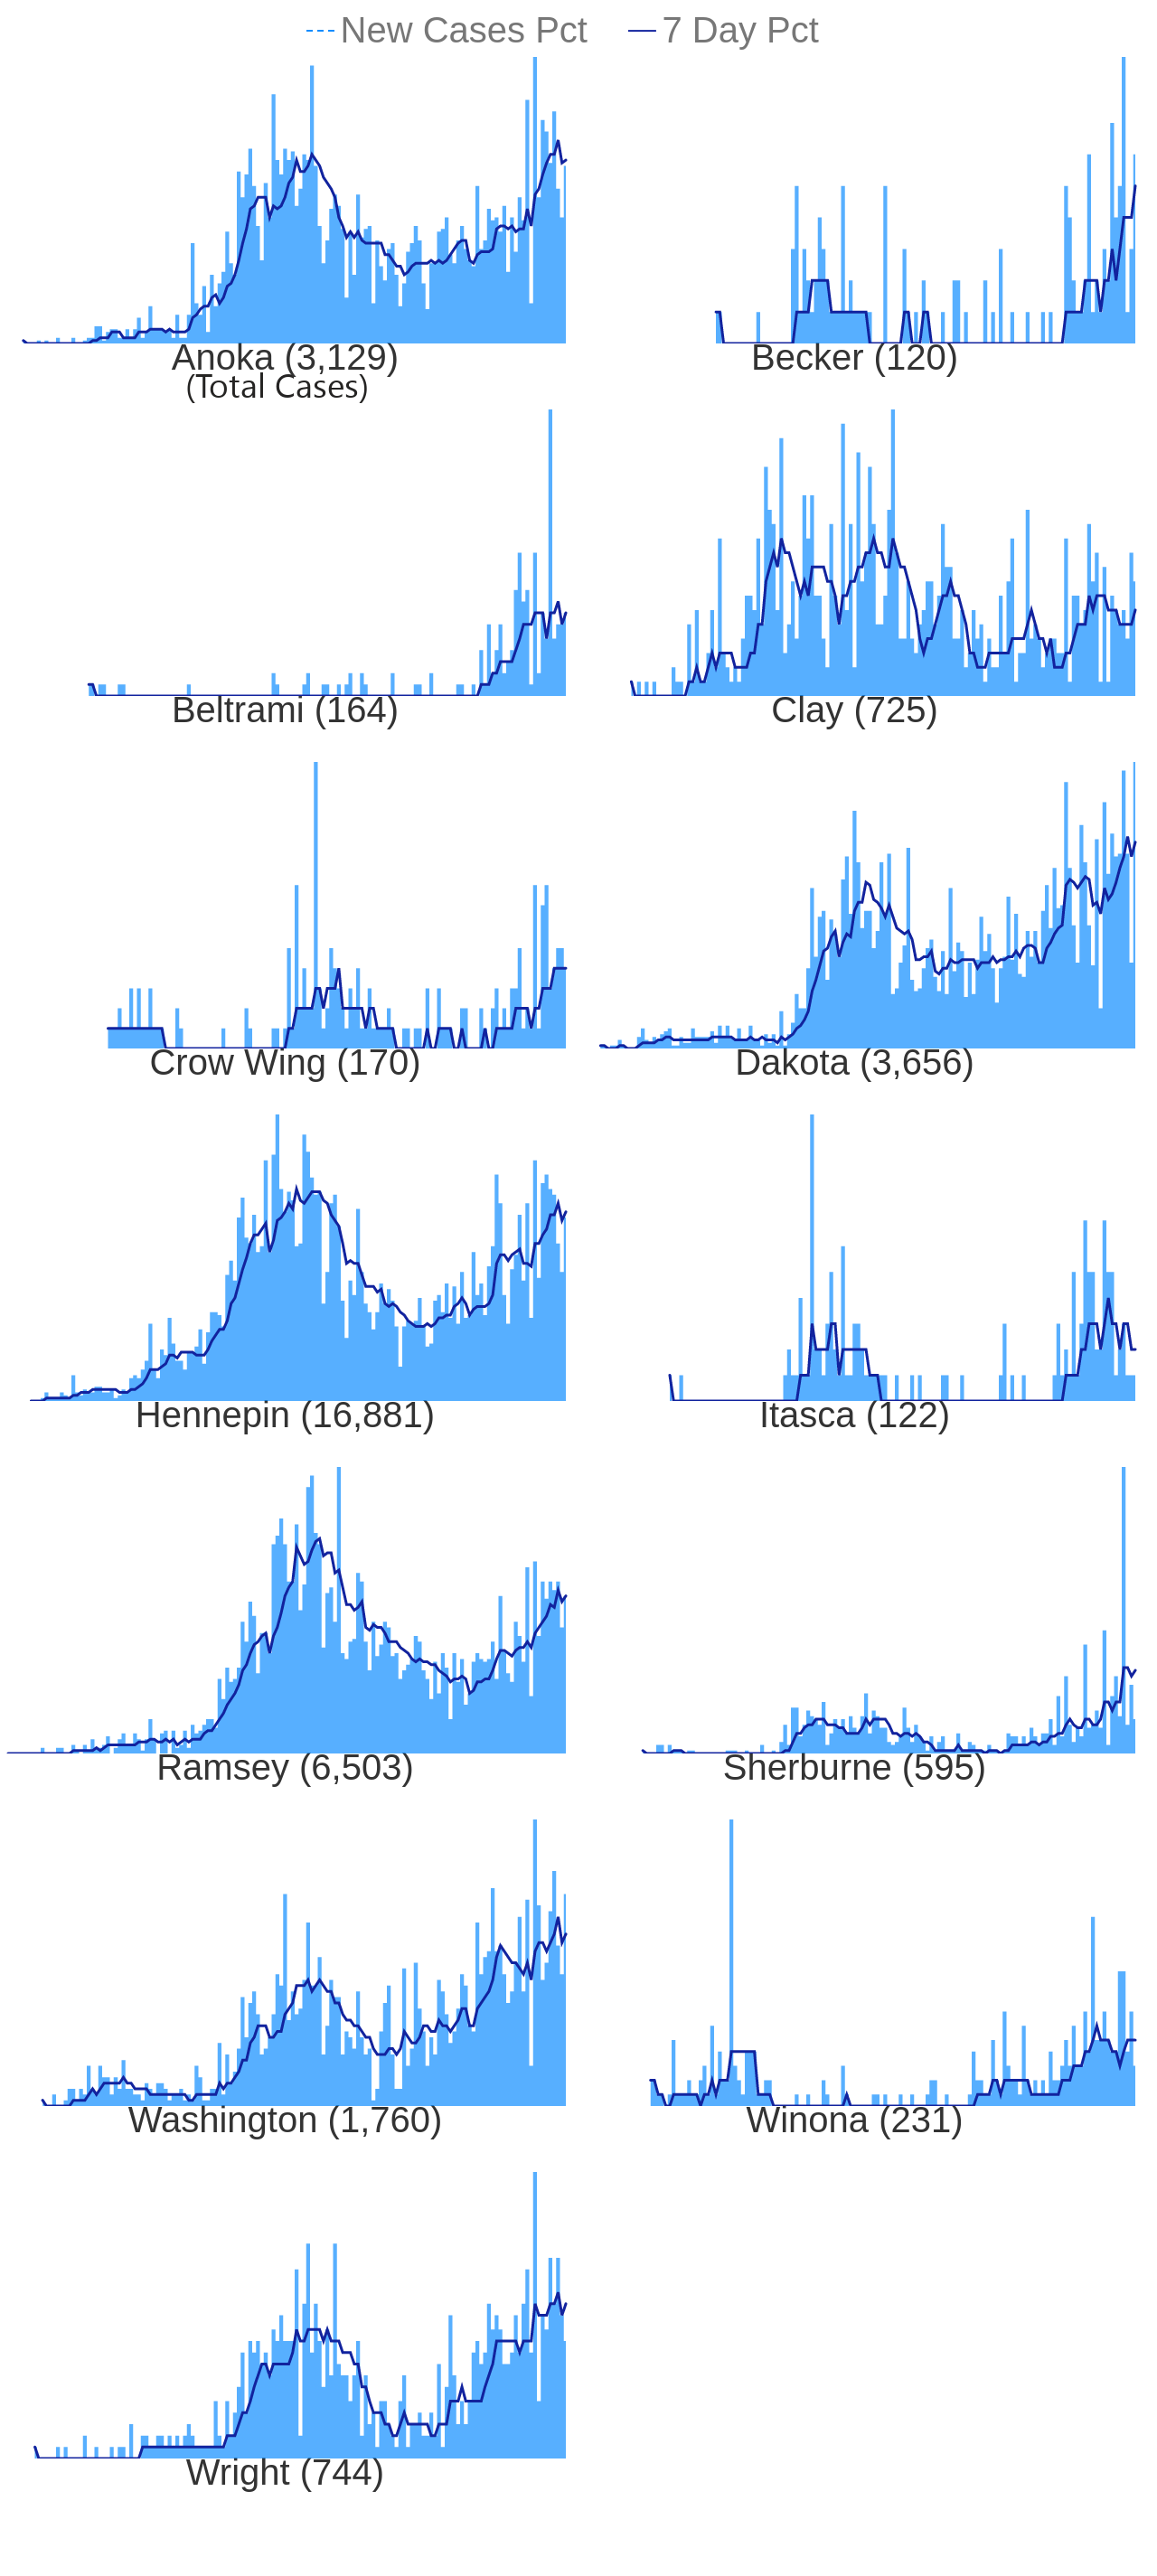 New Cases Pct 7 Day Pct
Anoka (3,129) Becker (120)
(Total Cases)
Beltrami (164) Clay (725)
Crow Wing (170) Dakota (3,656)
Hennepin (16,881) Itasca (122)
Ramsey (6,503) Sherburne (595)
Washington (1,760) Winona (231)
Wright (744)